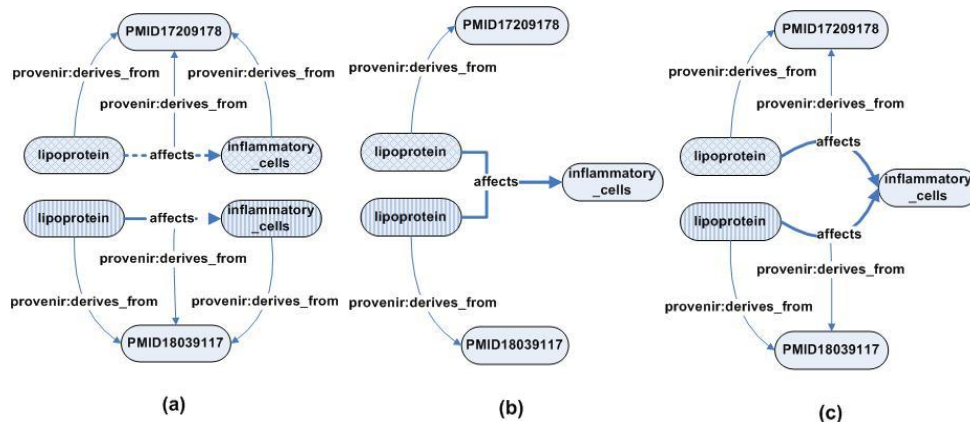 PMID17209178
provenir:derives_from
provenir:derives_from
provenir:derives_from
lipoprotein
affects
inflammatory
_cells
lipoprotein
affects
inflammatory
_cells
provenir:derives_from
provenir:derives_from
provenir:derives_from
PMID18039117
(a)
PMID17209178
provenir:derives_from
lipoprotein
affects
inflammatory
_cells
lipoprotein
provenir:derives_from
PMID18039117
(b)
PMID17209178
provenir:derives_from
provenir:derives_from
lipoprotein
affects
inflammatory
_cells
lipoprotein
affects
provenir:derives_from
provenir:derives_from
PMID18039117
(c)